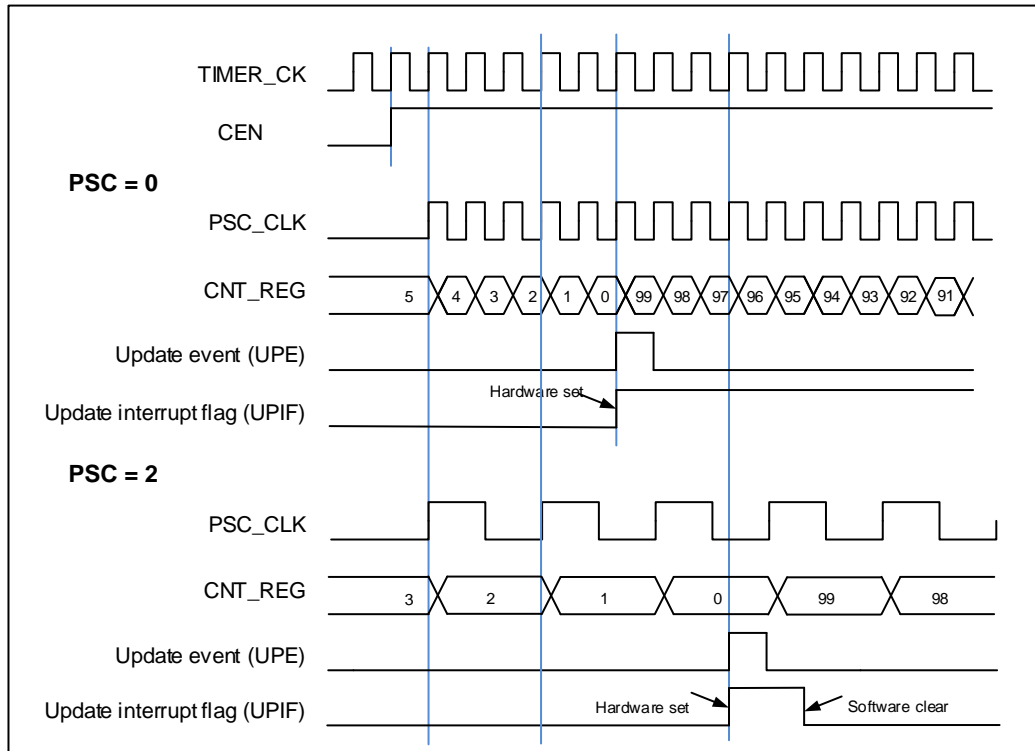 TIMER_CK
CEN
PSC = 0
PSC_CLK
CNT_REG 5 4 3 2 1 0 99 98 97 96 95 94 93 92 91
Update event (UPE)
Hardware set
Update interrupt flag (UPIF)
PSC = 2
PSC_CLK
CNT_REG 3 2 1 0 99 98
Update event (UPE)
Update interrupt flag (UPIF) Hardware set Software clear